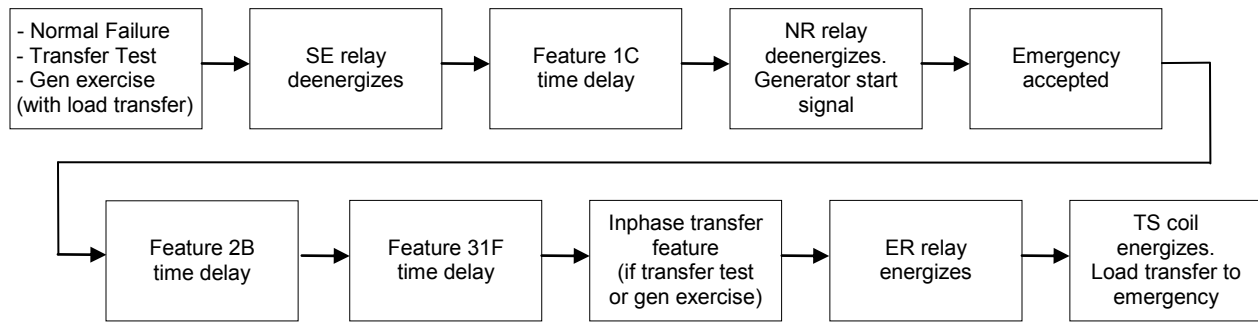 - Normal Failure
- Transfer Test
- Gen exercise
(with load transfer)
SE relay
deenergizes
Feature 1C
time delay
NR relay
deenergizes.
Generator start
signal
Emergency
accepted
Feature 2B
time delay
Feature 31F
time delay
Inphase transfer
feature
(if transfer test
or gen exercise)
ER relay
energizes
TS coil
energizes.
Load transfer to
emergency